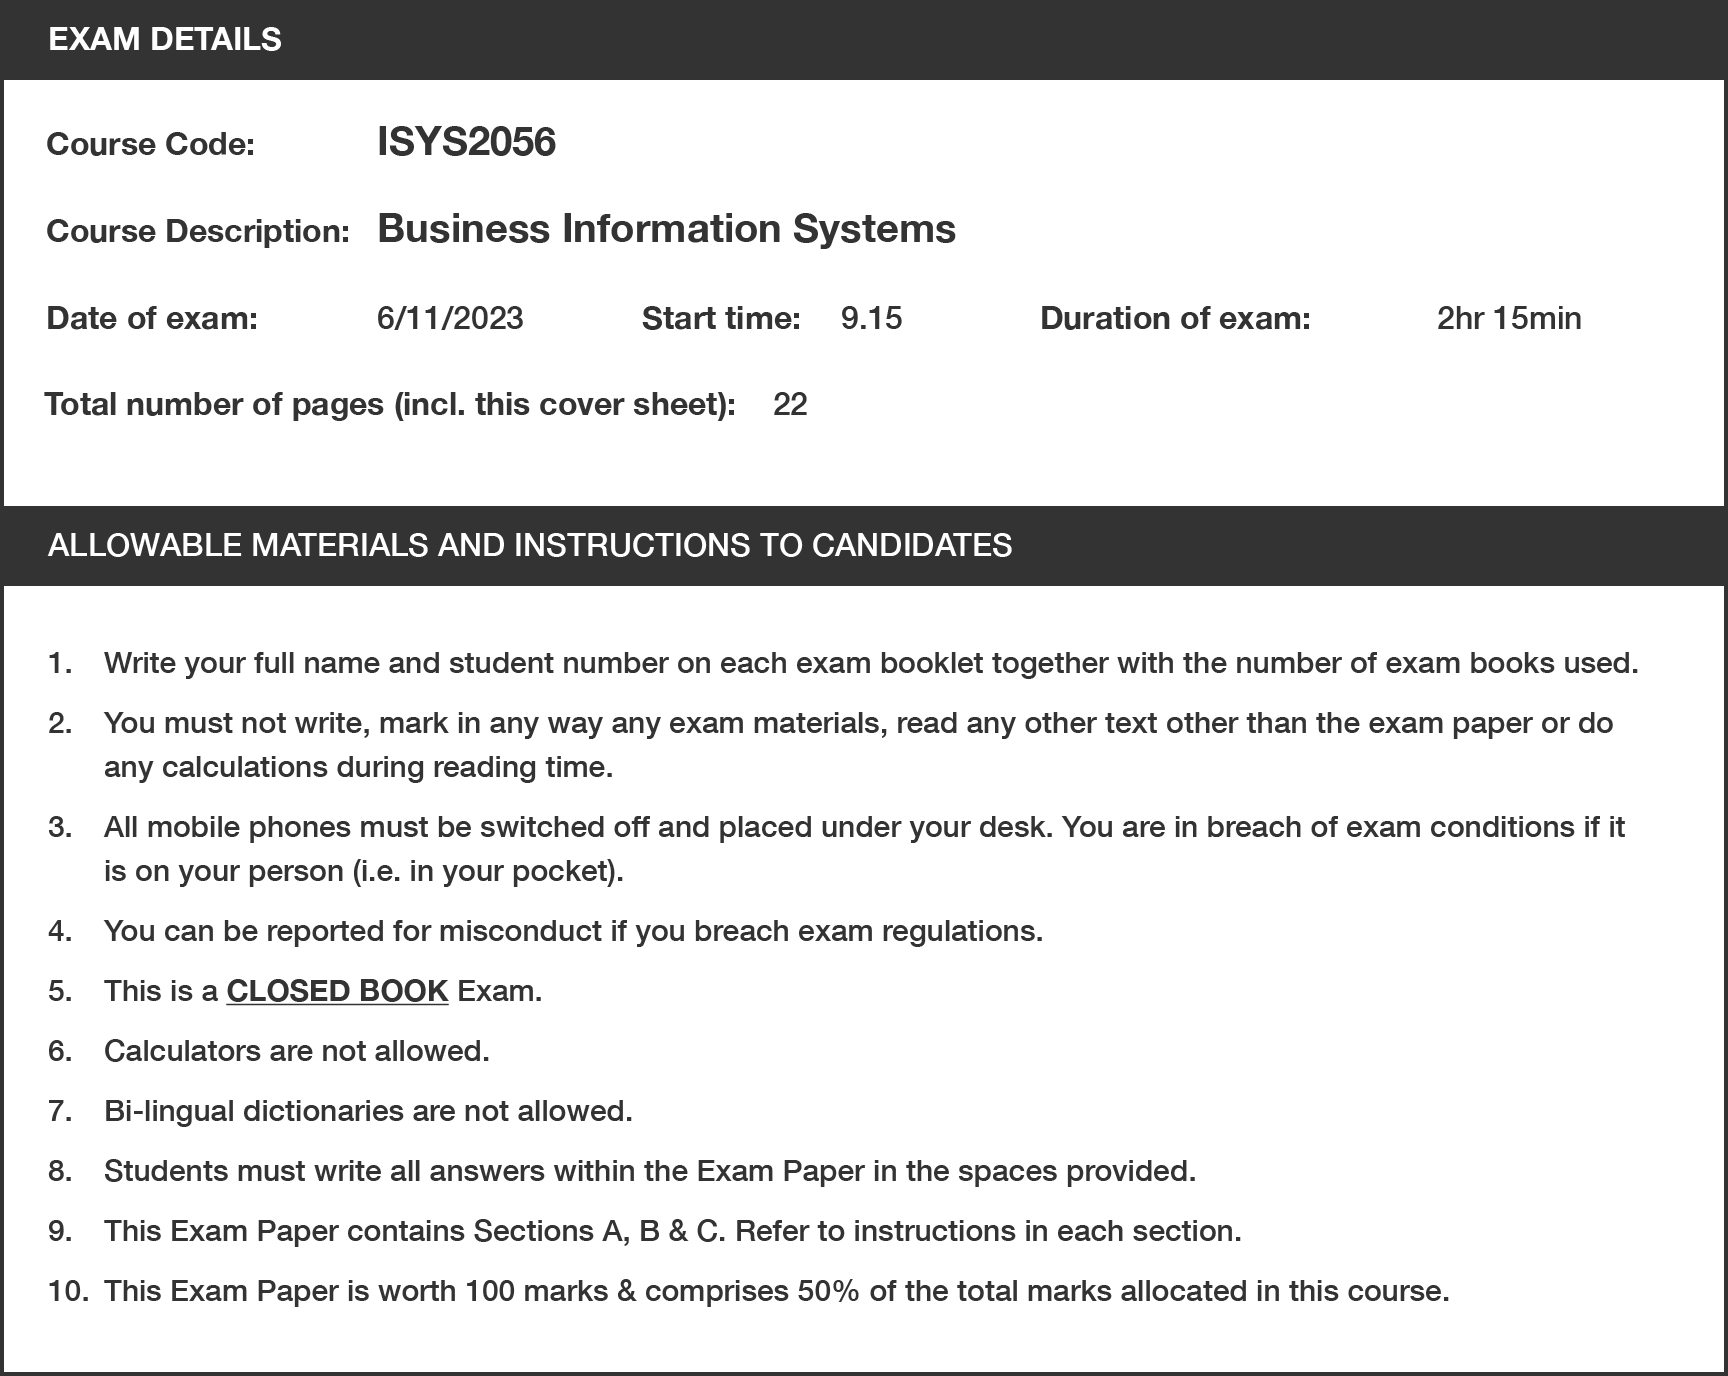 EXAM DETAILS
Course Code: ISYS2056
Course Description: Business Information Systems
Date of exam: 6/11/2023 Start time: 9.15 Duration of exam: 2hr 15min
Total number of pages (incl. this cover sheet): 22
ALLOWABLE MATERIALS AND INSTRUCTIONS TO CANDIDATES
1. Write your full name and student number on each exam booklet together with the number of exam books used.
2. You must not write, mark in any way any exam materials, read any other text other than the exam paper or do
any calculations during reading time.
3. All mobile phones must be switched off and placed under your desk. You are in breach of exam conditions if it
is on your person (i.e. in your pocket).
4. You can be reported for misconduct if you breach exam regulations.
5. This is a CLOSED BOOK Exam.
6. Calculators are not allowed.
7. Bi-lingual dictionaries are not allowed.
8. Students must write all answers within the Exam Paper in the spaces provided.
9. This Exam Paper contains Sections A, B & C. Refer to instructions in each section.
10. This Exam Paper is worth 100 marks & comprises 50% of the total marks allocated in this course.